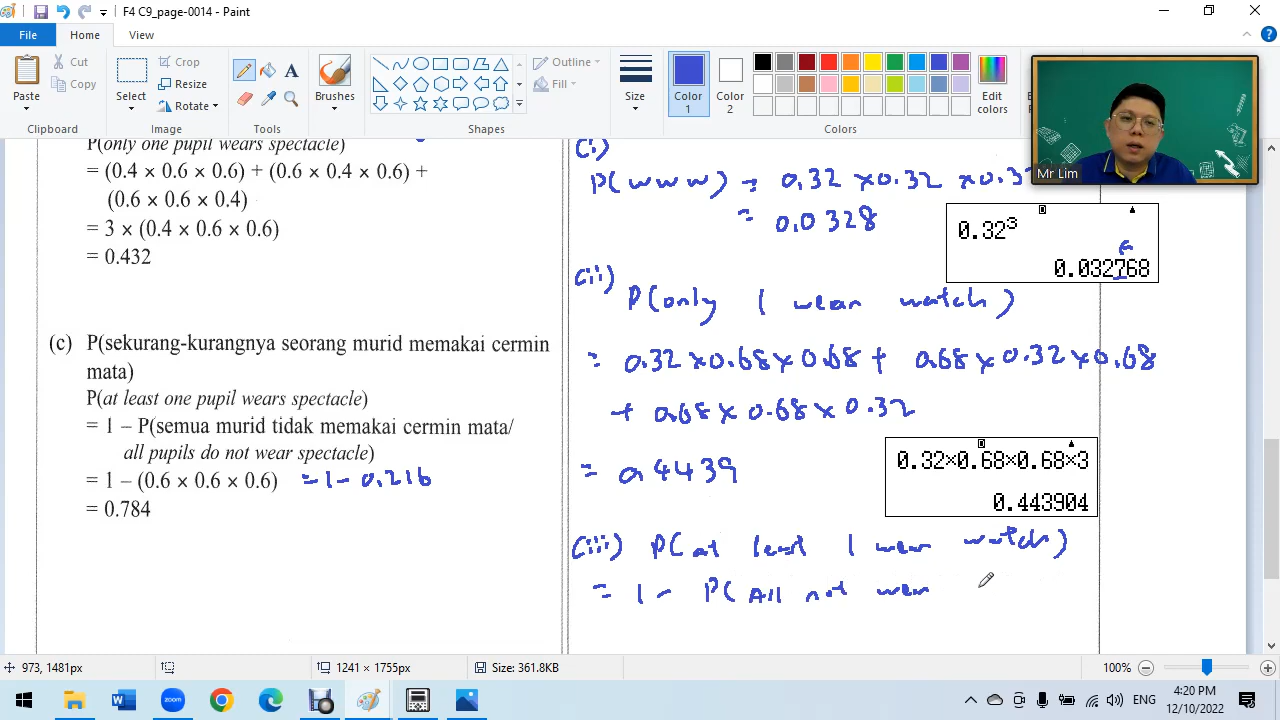 F4 C9_page-0014 - Paint
File
Home
View
Paste
Cut
Copy
Clipboard
Select
Crop
Resize
Rotate
Image
Tools
Brushes
Shapes
Outline
Fill
Size
Color 1
Color 2
Edit colors
Colors
Mr Lim
P(only one pupil wears spectacle)
= (0.4 × 0.6 × 0.6) + (0.6 × 0.4 × 0.6) +
(0.6 × 0.6 × 0.4)
= 3 × (0.4 × 0.6 × 0.6)
= 0.432
(c) P(sekurang-kurangnya seorang murid memakai cermin
mata)
P(at least one pupil wears spectacle)
= 1 – P(semua murid tidak memakai cermin mata/
all pupils do not wear spectacle)
= 1 – (0.6 × 0.6 × 0.6) = 1 - 0.216
= 0.784
(i)
P(WWW) = 0.32 × 0.32 × 0.32
= 0.0328
0.32³
0.032768
(ii)
P(only 1 wear watch)
= 0.32 × 0.68 × 0.68 + 0.68 × 0.32 × 0.68
+ 0.68 × 0.68 × 0.32
= 0.4439
0.32×0.68×0.68×3
0.443904
(iii) P(at least 1 wear watch)
= 1 - P(All not wear
973, 1481px
1241 × 1755px
Size: 361.8KB
100%
zoom
ENG
4:20 PM
12/10/2022